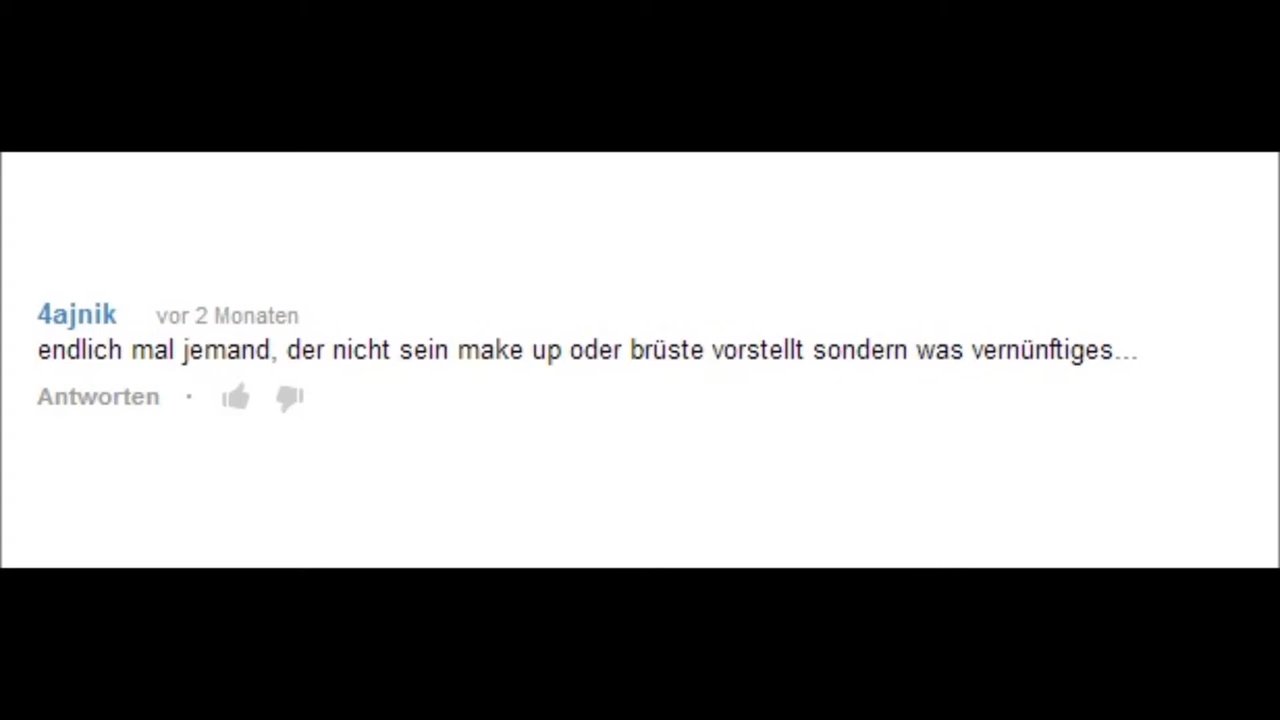 4ajnik vor 2 Monaten
endlich mal jemand, der nicht sein make up oder brüste vorstellt sondern was vernünftiges...
Antworten ·